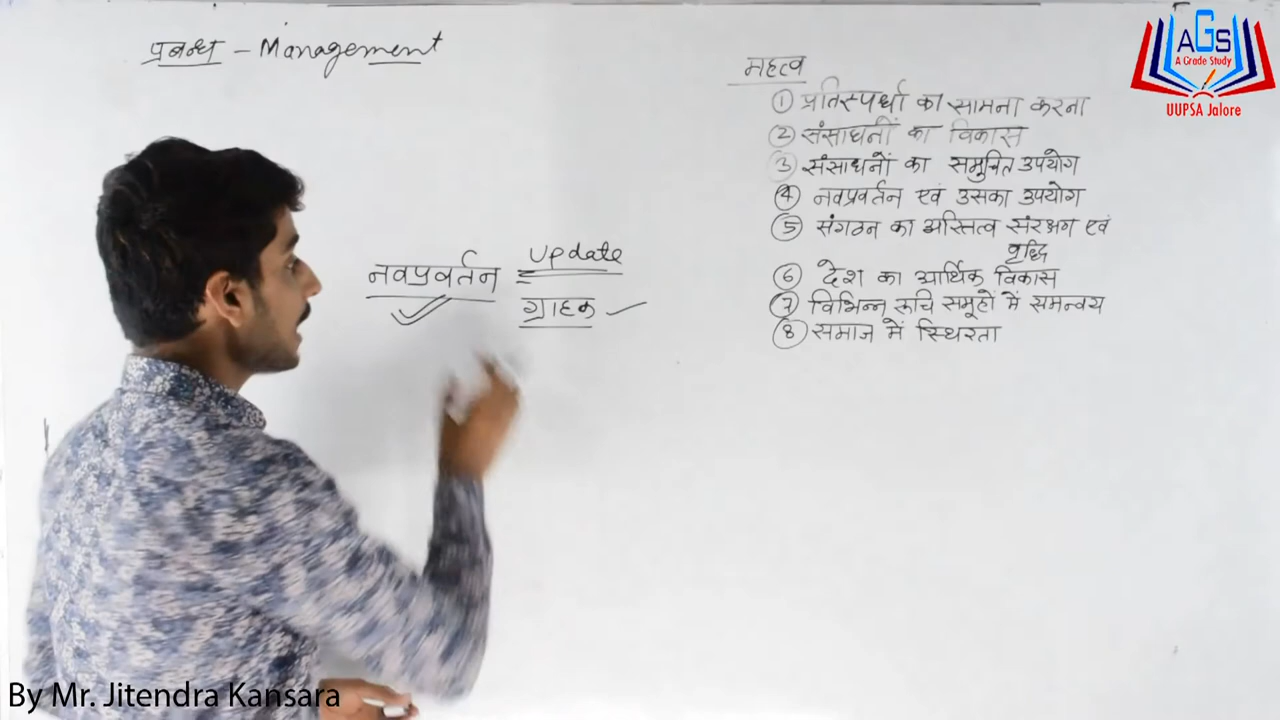 प्रबन्ध - Management
महत्व
① प्रतिस्पर्धा का सामना करना
② संसाधनों का विकास
③ संसाधनों का समुचित उपयोग
④ नवप्रवर्तन एवं उसका उपयोग
⑤ संगठन का अस्तित्व संरक्षण एवं
वृद्धि
⑥ देश का आर्थिक विकास
⑦ विभिन्न रूचि समूहों में समन्वय
⑧ समाज में स्थिरता
नवप्रवर्तन = update
ग्राहक
AGS
A Grade Study
UUPSA Jalore
By Mr. Jitendra Kansara